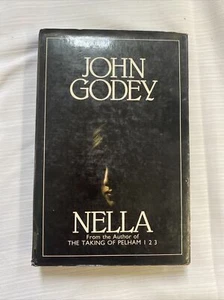 JOHN
GODEY
NELLA
From the Author of
THE TAKING OF PELHAM 1 2 3